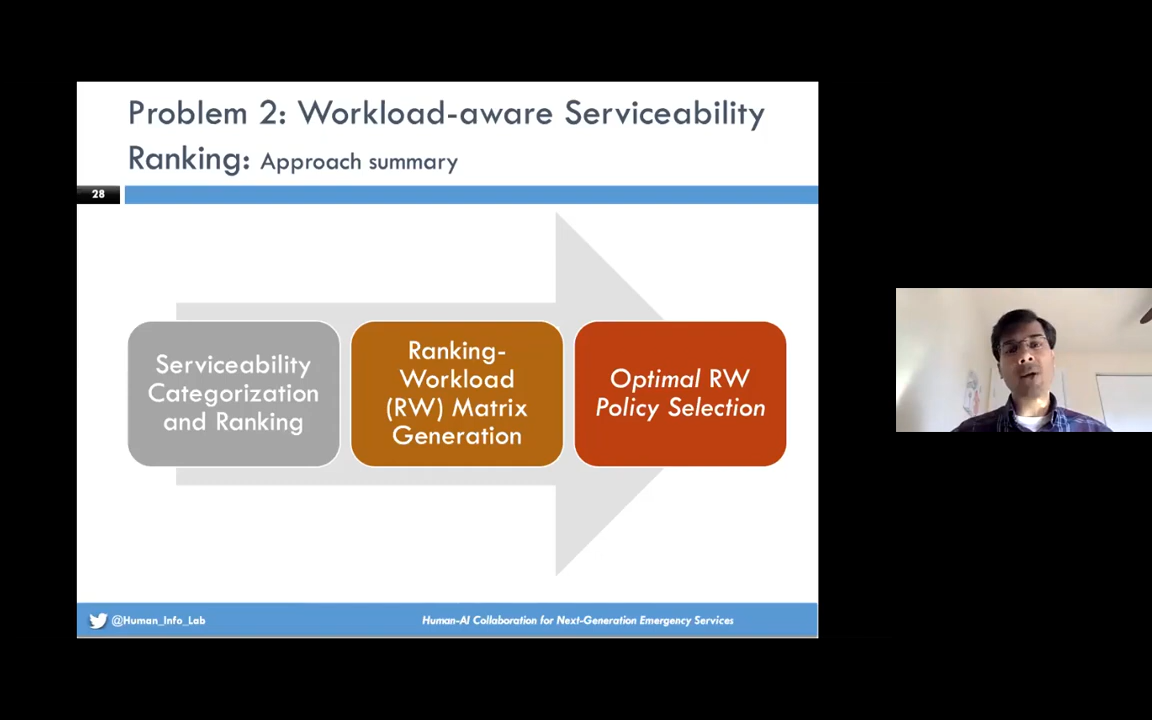 Problem 2: Workload-aware Serviceability
Ranking: Approach summary
28
Serviceability
Categorization
and Ranking
Ranking-
Workload
(RW) Matrix
Generation
Optimal RW
Policy Selection
@Human_Info_Lab
Human-AI Collaboration for Next-Generation Emergency Services